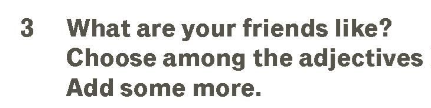 3 What are your friends like?
Choose among the adjectives
Add some more.